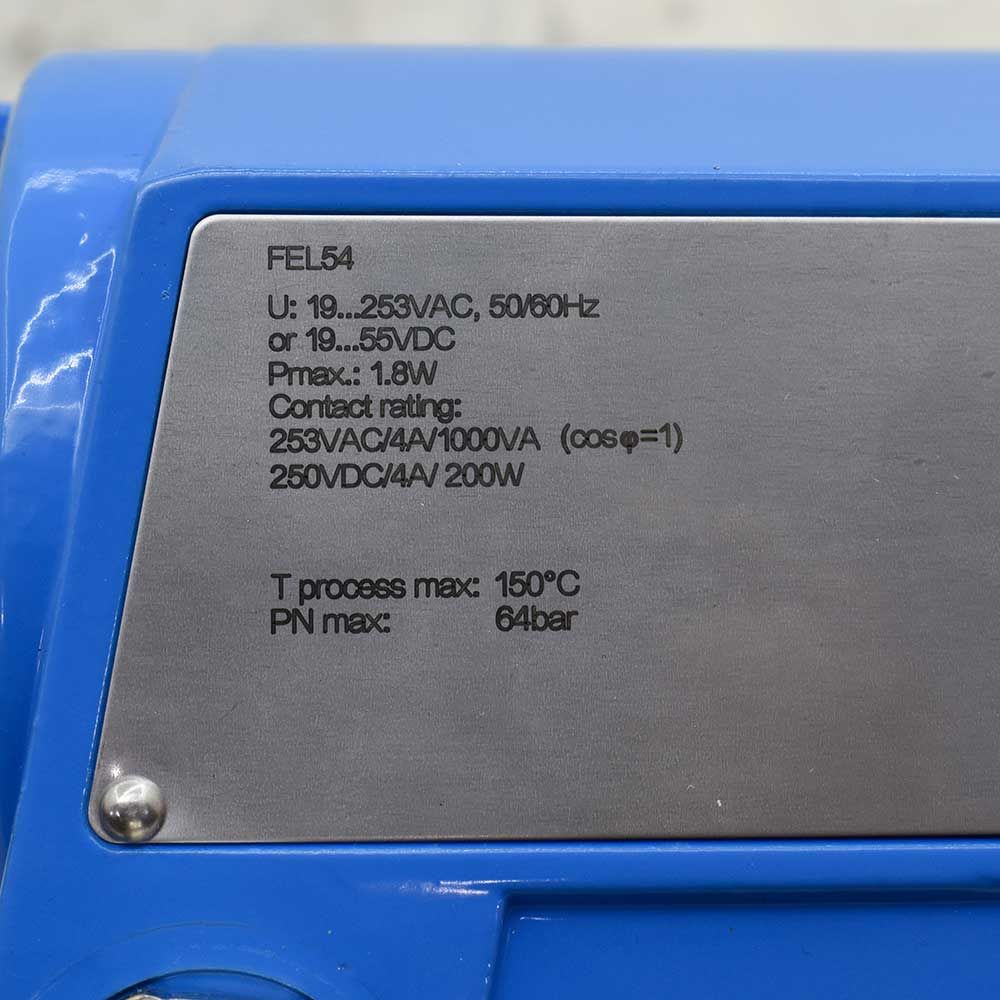 FEL54
U: 19...253VAC, 50/60Hz
or 19...55VDC
Pmax.: 1.8W
Contact rating:
253VAC/4A/1000VA (cosφ=1)
250VDC/4A/ 200W
T process max: 150°C
PN max: 64bar